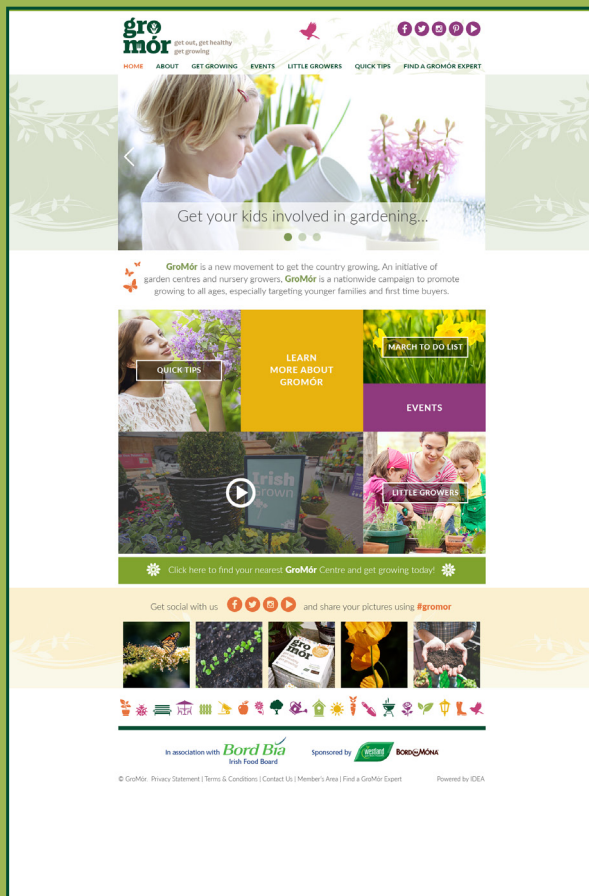 gro
mór
get out, get healthy
get growing
HOME ABOUT GET GROWING EVENTS LITTLE GROWERS QUICK TIPS FIND A GROMÓR EXPERT
Get your kids involved in gardening...
GroMór is a new movement to get the country growing. An initiative of
garden centres and nursery growers, GroMór is a nationwide campaign to promote
growing to all ages, especially targeting younger families and first time buyers.
QUICK TIPS
LEARN
MORE ABOUT
GROMÓR
MARCH TO DO LIST
EVENTS
Irish
Grown
LITTLE GROWERS
Click here to find your nearest GroMór Centre and get growing today!
Get social with us and share your pictures using #gromor
gro
mór
In association with Bord Bia
Irish Food Board
Sponsored by westland BORD NA MÓNA
© GroMór Privacy Statement | Terms & Conditions | Contact Us | Member's Area | Find a GroMór Expert Powered by IDEA